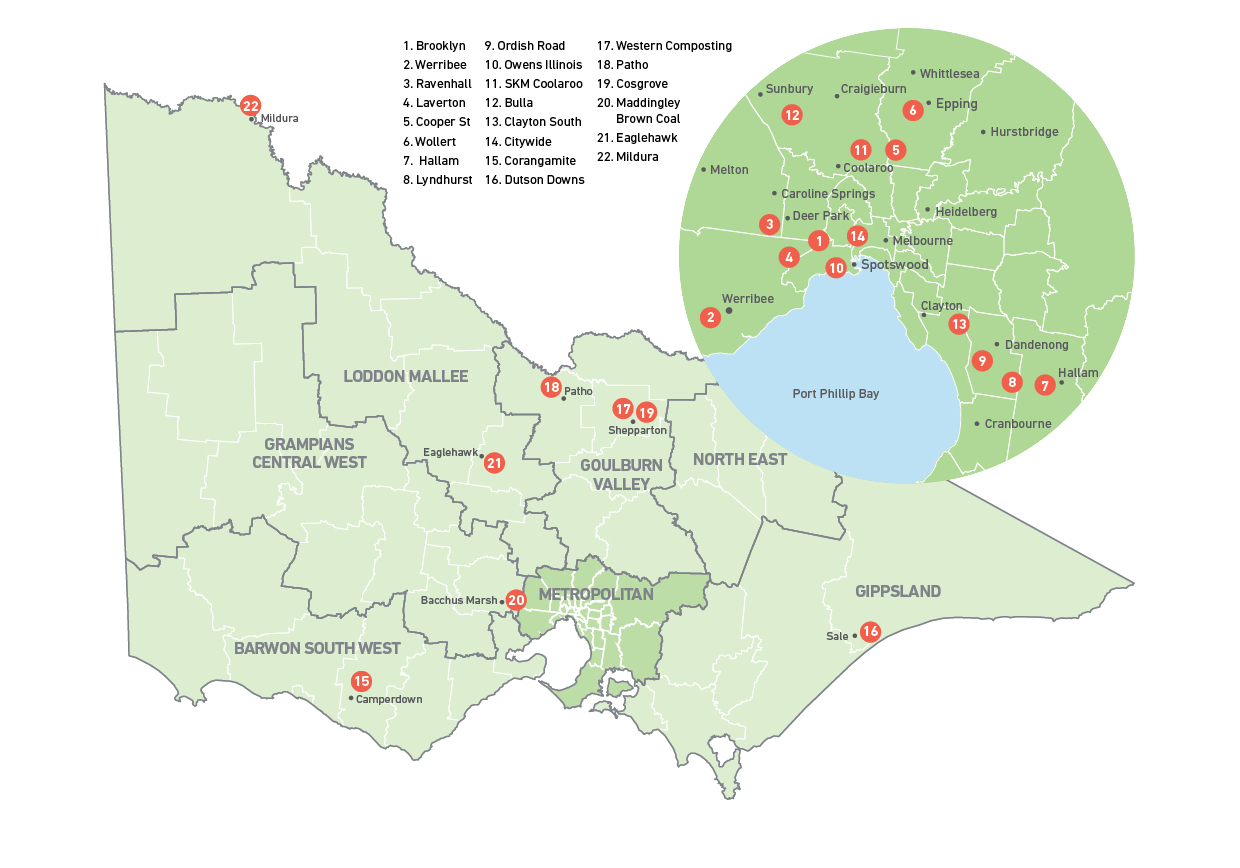 1. Brooklyn
2. Werribee
3. Ravenhall
4. Laverton
5. Cooper St
6. Wollert
7. Hallam
8. Lyndhurst
9. Ordish Road
10. Owens Illinois
11. SKM Coolaroo
12. Bulla
13. Clayton South
14. Citywide
15. Corangamite
16. Dutson Downs
17. Western Composting
18. Patho
19. Cosgrove
20. Maddingley
Brown Coal
21. Eaglehawk
22. Mildura
22
Mildura
Whittlesea
Sunbury
Craigieburn
Epping
6
12
Hurstbridge
11
5
Melton
Coolaroo
Caroline Springs
Heidelberg
Deer Park
3
1
14
Melbourne
4
10
Spotswood
Werribee
2
Clayton
13
Dandenong
9
Hallam
8
7
Port Phillip Bay
Cranbourne
LODDON MALLEE
18
Patho
17
19
Shepparton
GRAMPIANS
CENTRAL WEST
Eaglehawk
21
GOULBURN
VALLEY
NORTH EAST
METROPOLITAN
Bacchus Marsh
20
GIPPSLAND
Sale
16
BARWON SOUTH WEST
15
Camperdown